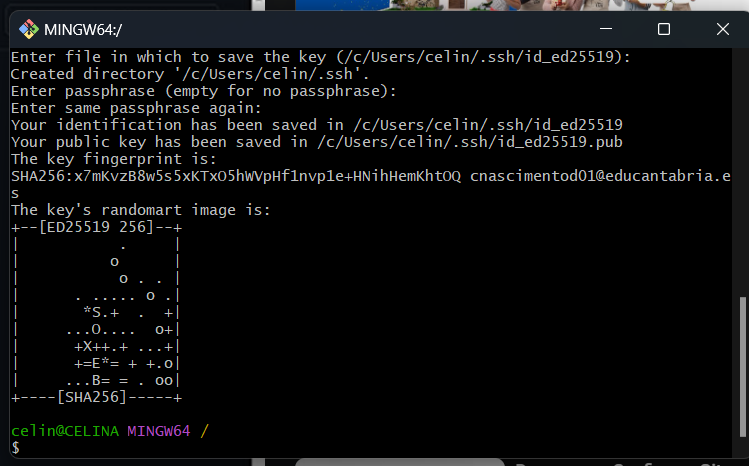 MINGW64:/
Enter file in which to save the key (/c/Users/celin/.ssh/id_ed25519):
Created directory '/c/Users/celin/.ssh'.
Enter passphrase (empty for no passphrase):
Enter same passphrase again:
Your identification has been saved in /c/Users/celin/.ssh/id_ed25519
Your public key has been saved in /c/Users/celin/.ssh/id_ed25519.pub
The key fingerprint is:
SHA256:x7mKvzB8w5s5xKTxO5hWVpHf1nvp1e+HNihHemKhtOQ cnascimentod01@educantabria.e
s
The key's randomart image is:
+--[ED25519 256]--+
|            .     |
|           o      |
|            o . . |
|       . ..... o .|
|        *S.+  .  +|
|      ...O....  o+|
|       +X++.+ ...+|
|       +=E*= + +.o|
|      ...B= = . oo|
+----[SHA256]-----+
celin@CELINA MINGW64 /
$